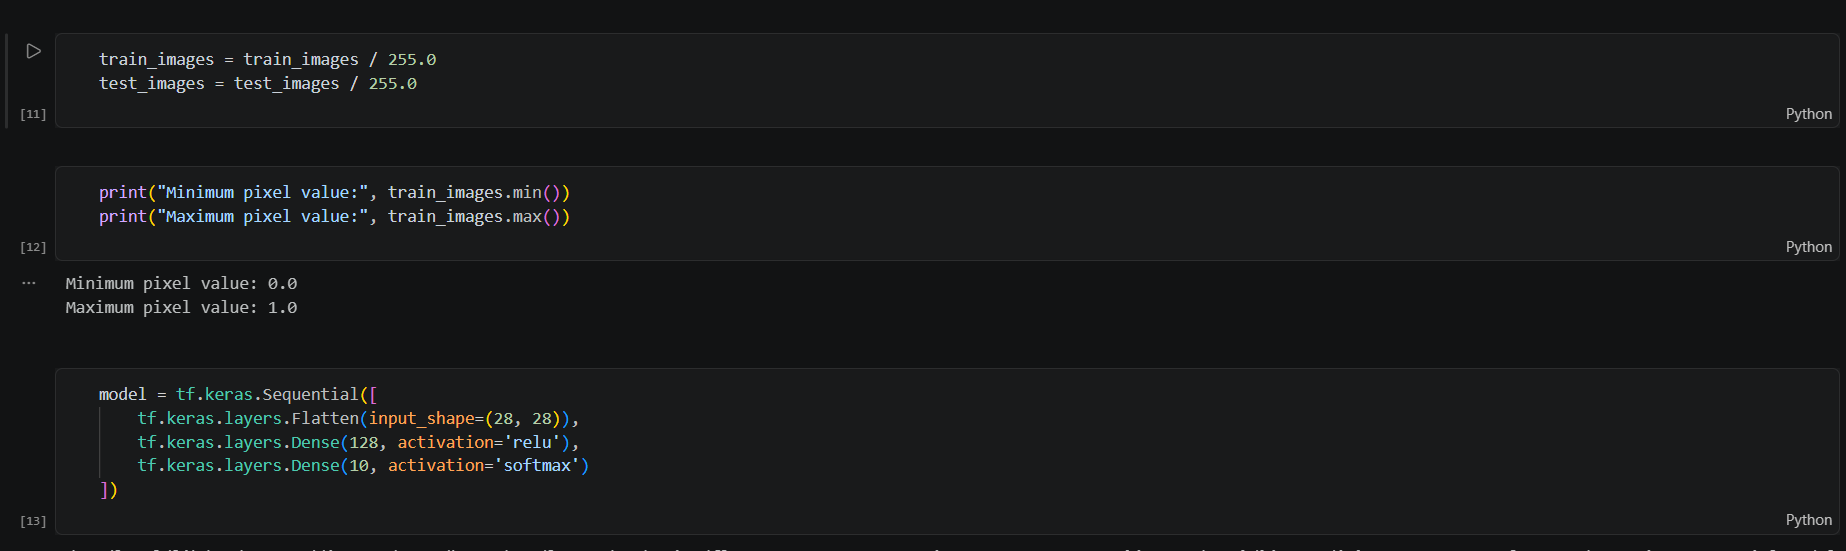 train_images = train_images / 255.0
test_images = test_images / 255.0
[11]
Python
print("Minimum pixel value:", train_images.min())
print("Maximum pixel value:", train_images.max())
[12]
Python
Minimum pixel value: 0.0
Maximum pixel value: 1.0
model = tf.keras.Sequential([
    tf.keras.layers.Flatten(input_shape=(28, 28)),
    tf.keras.layers.Dense(128, activation='relu'),
    tf.keras.layers.Dense(10, activation='softmax')
])
[13]
Python